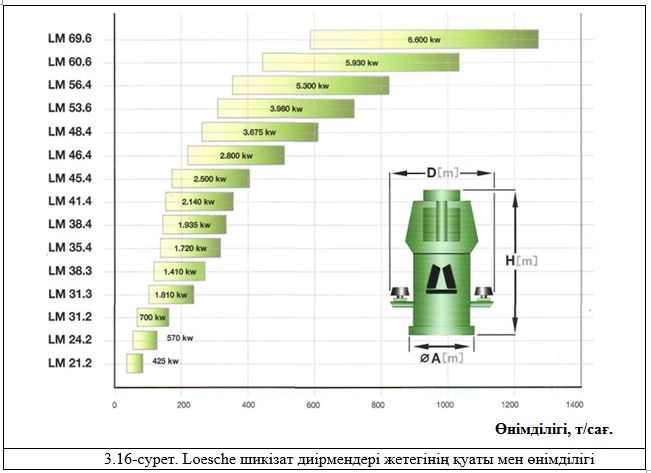 LM 69.6
6.600 kw
LM 60.6
5.930 kw
LM 56.4
5.300 kw
LM 53.6
3.980 kw
LM 48.4
3.675 kw
LM 46.4
2.800 kw
LM 45.4
2.500 kw
LM 41.4
2.140 kw
LM 38.4
1.935 kw
LM 35.4
1.720 kw
LM 38.3
1.410 kw
LM 31.3
1.810 kw
LM 31.2
700 kw
LM 24.2
570 kw
LM 21.2
425 kw
D[m]
H[m]
ØA[m]
0 200 400 600 800 1000 1200 1400
Өнімділігі, т/сағ.
3.16-сурет. Loesche шикізат диірмендері жетегінің қуаты мен өнімділігі